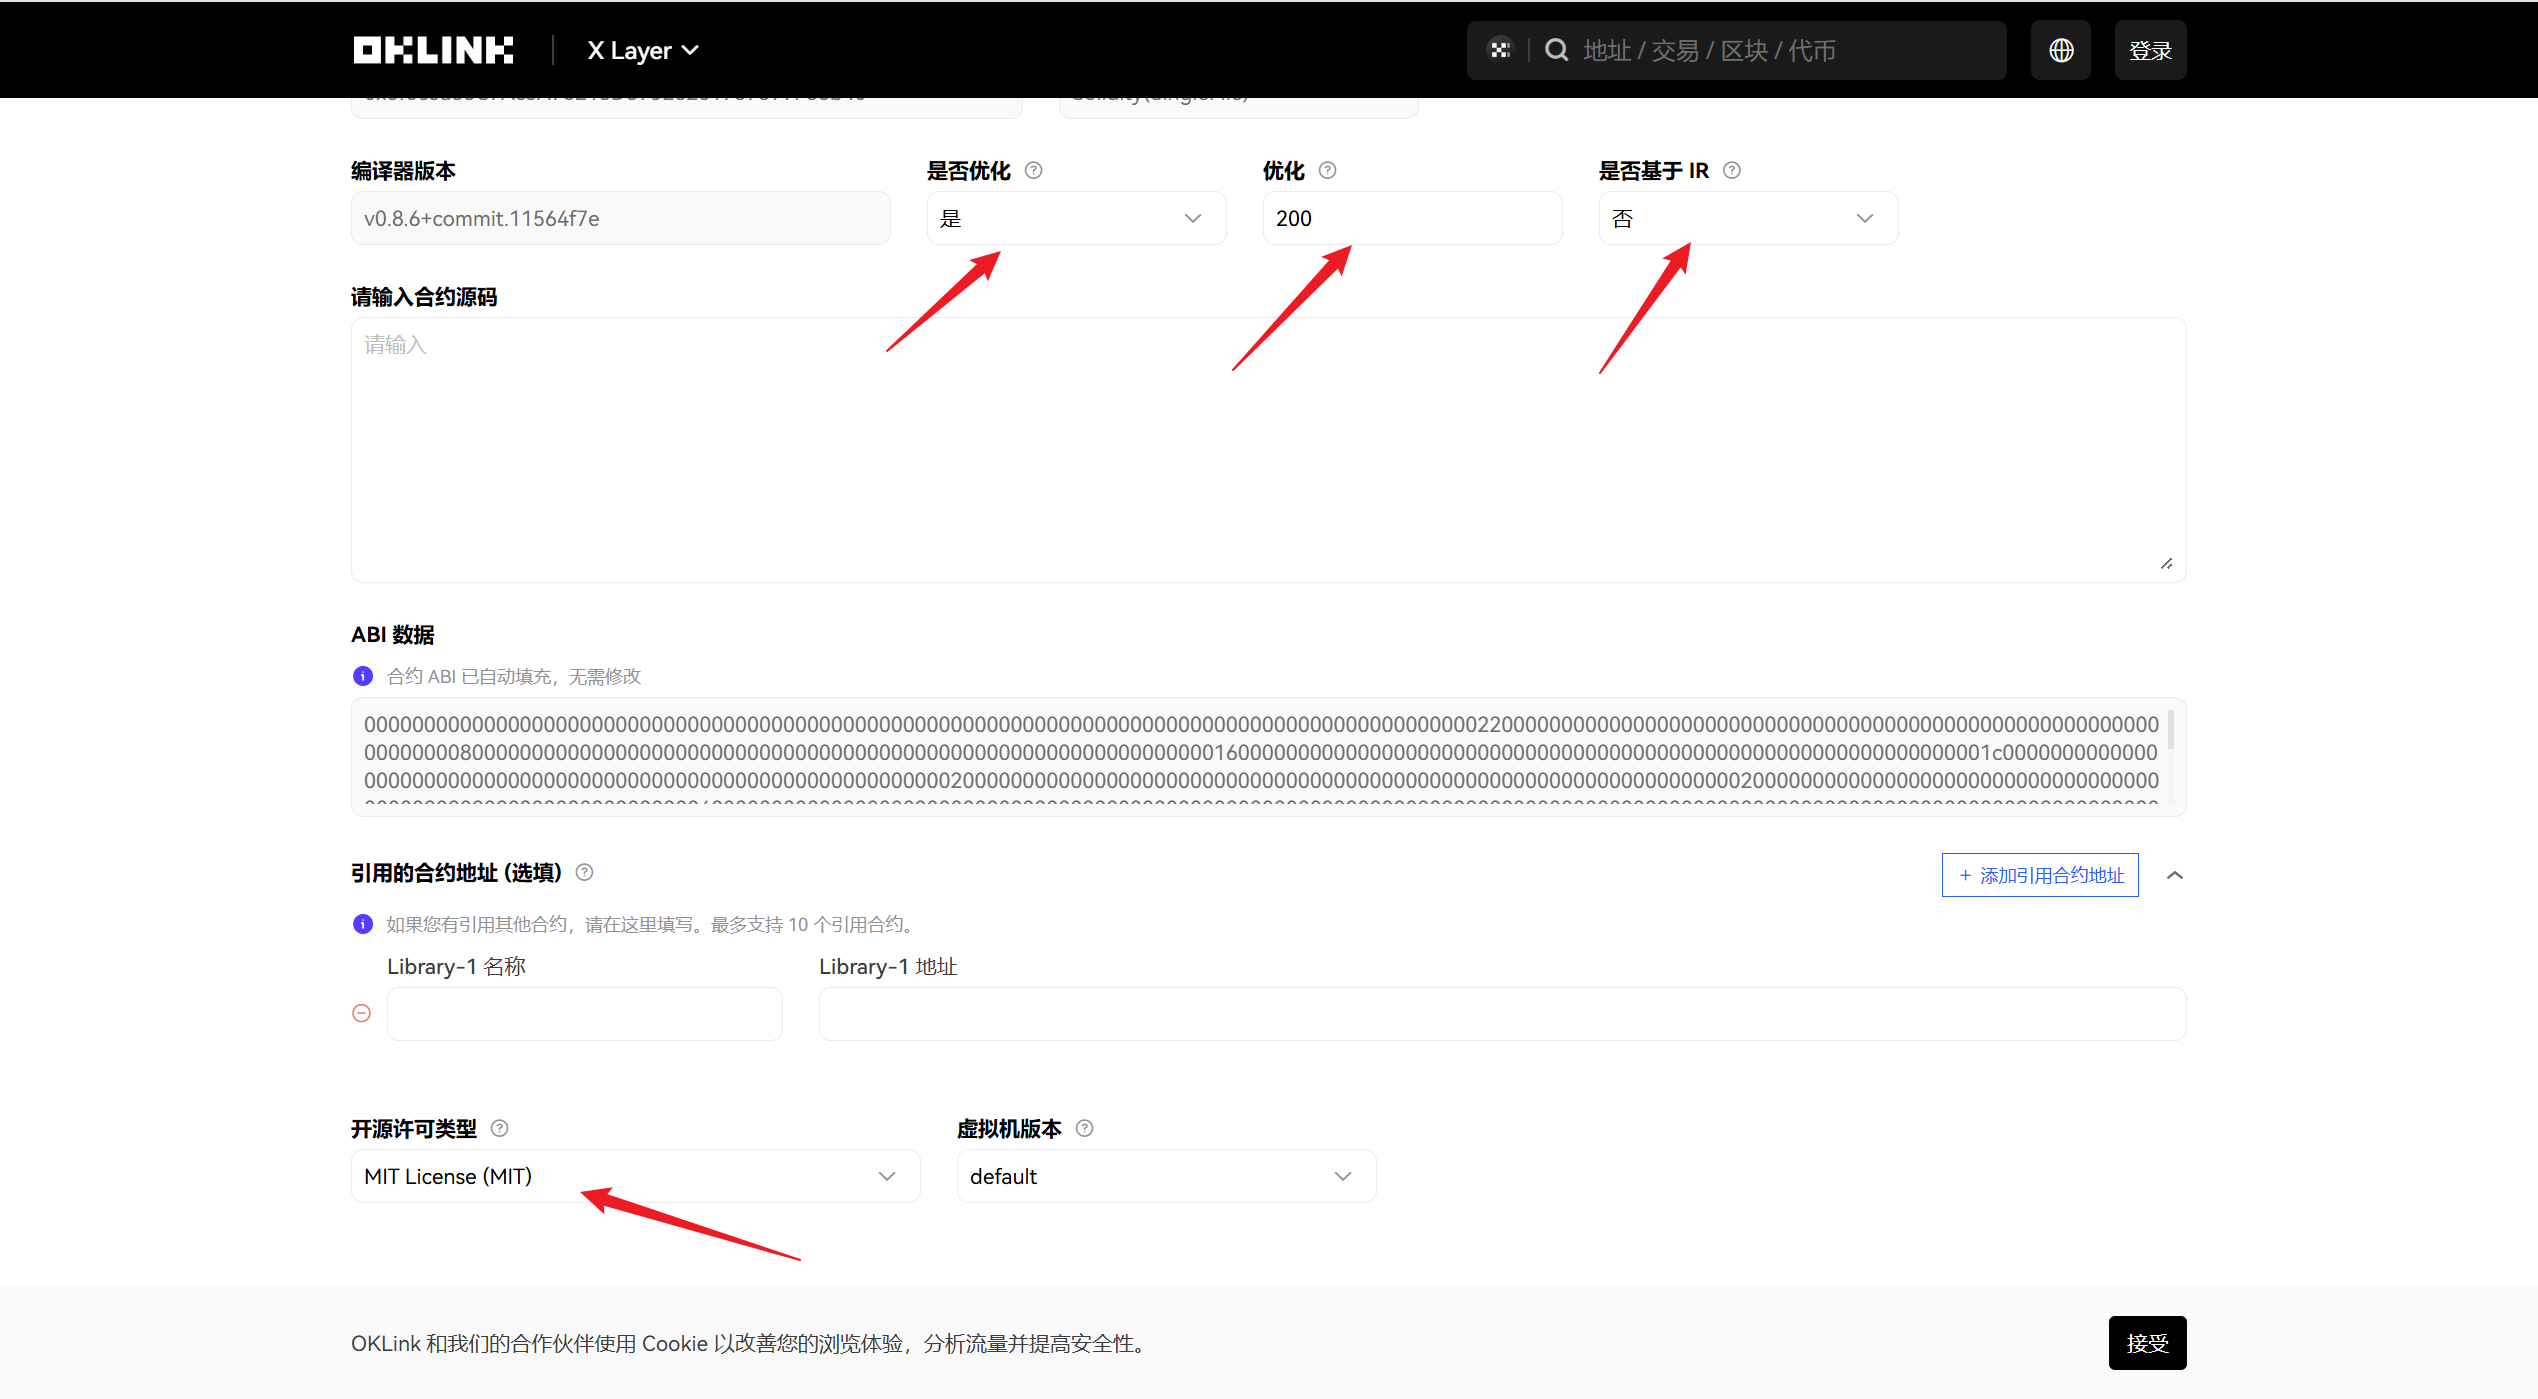 OKLINK
X Layer
地址 / 交易 / 区块 / 代币
登录
编译器版本
是否优化
优化
是否基于 IR
v0.8.6+commit.11564f7e
是
200
否
请输入合约源码
请输入
ABI 数据
合约 ABI 已自动填充，无需修改
引用的合约地址 (选填)
+ 添加引用合约地址
如果您有引用其他合约，请在这里填写。最多支持 10 个引用合约。
Library-1 名称
Library-1 地址
开源许可类型
虚拟机版本
MIT License (MIT)
default
OKLink 和我们的合作伙伴使用 Cookie 以改善您的浏览体验，分析流量并提高安全性。
接受